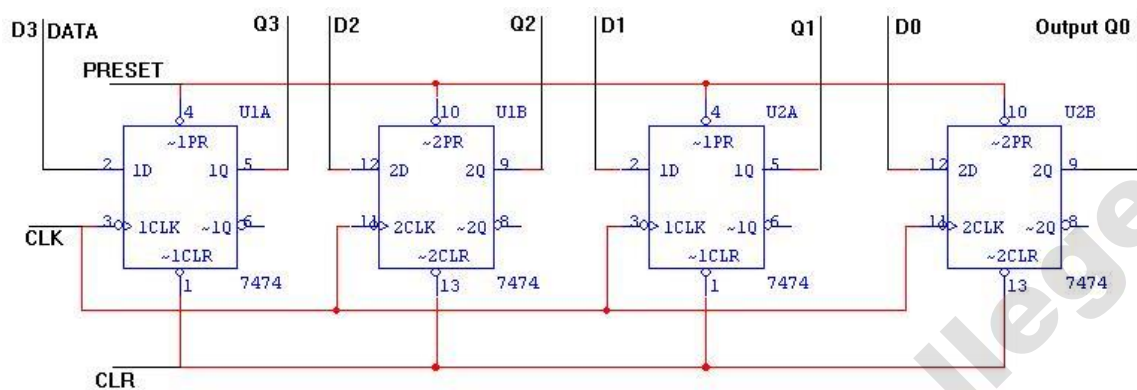 D3 DATA Q3 D2 Q2 D1 Q1 D0 Output Q0
PRESET
4 U1A 10 U1B 4 U2A 10 U2B
~1PR ~2PR ~1PR ~2PR
2 1D 1Q 5 12 2D 2Q 9 2 1D 1Q 5 12 2D 2Q 9
3 1CLK ~1Q 6 11 2CLK ~2Q 8 3 1CLK ~1Q 6 11 2CLK ~2Q 8
CLK
~1CLR ~2CLR ~1CLR ~2CLR
1 7474 13 7474 1 7474 13 7474
CLR